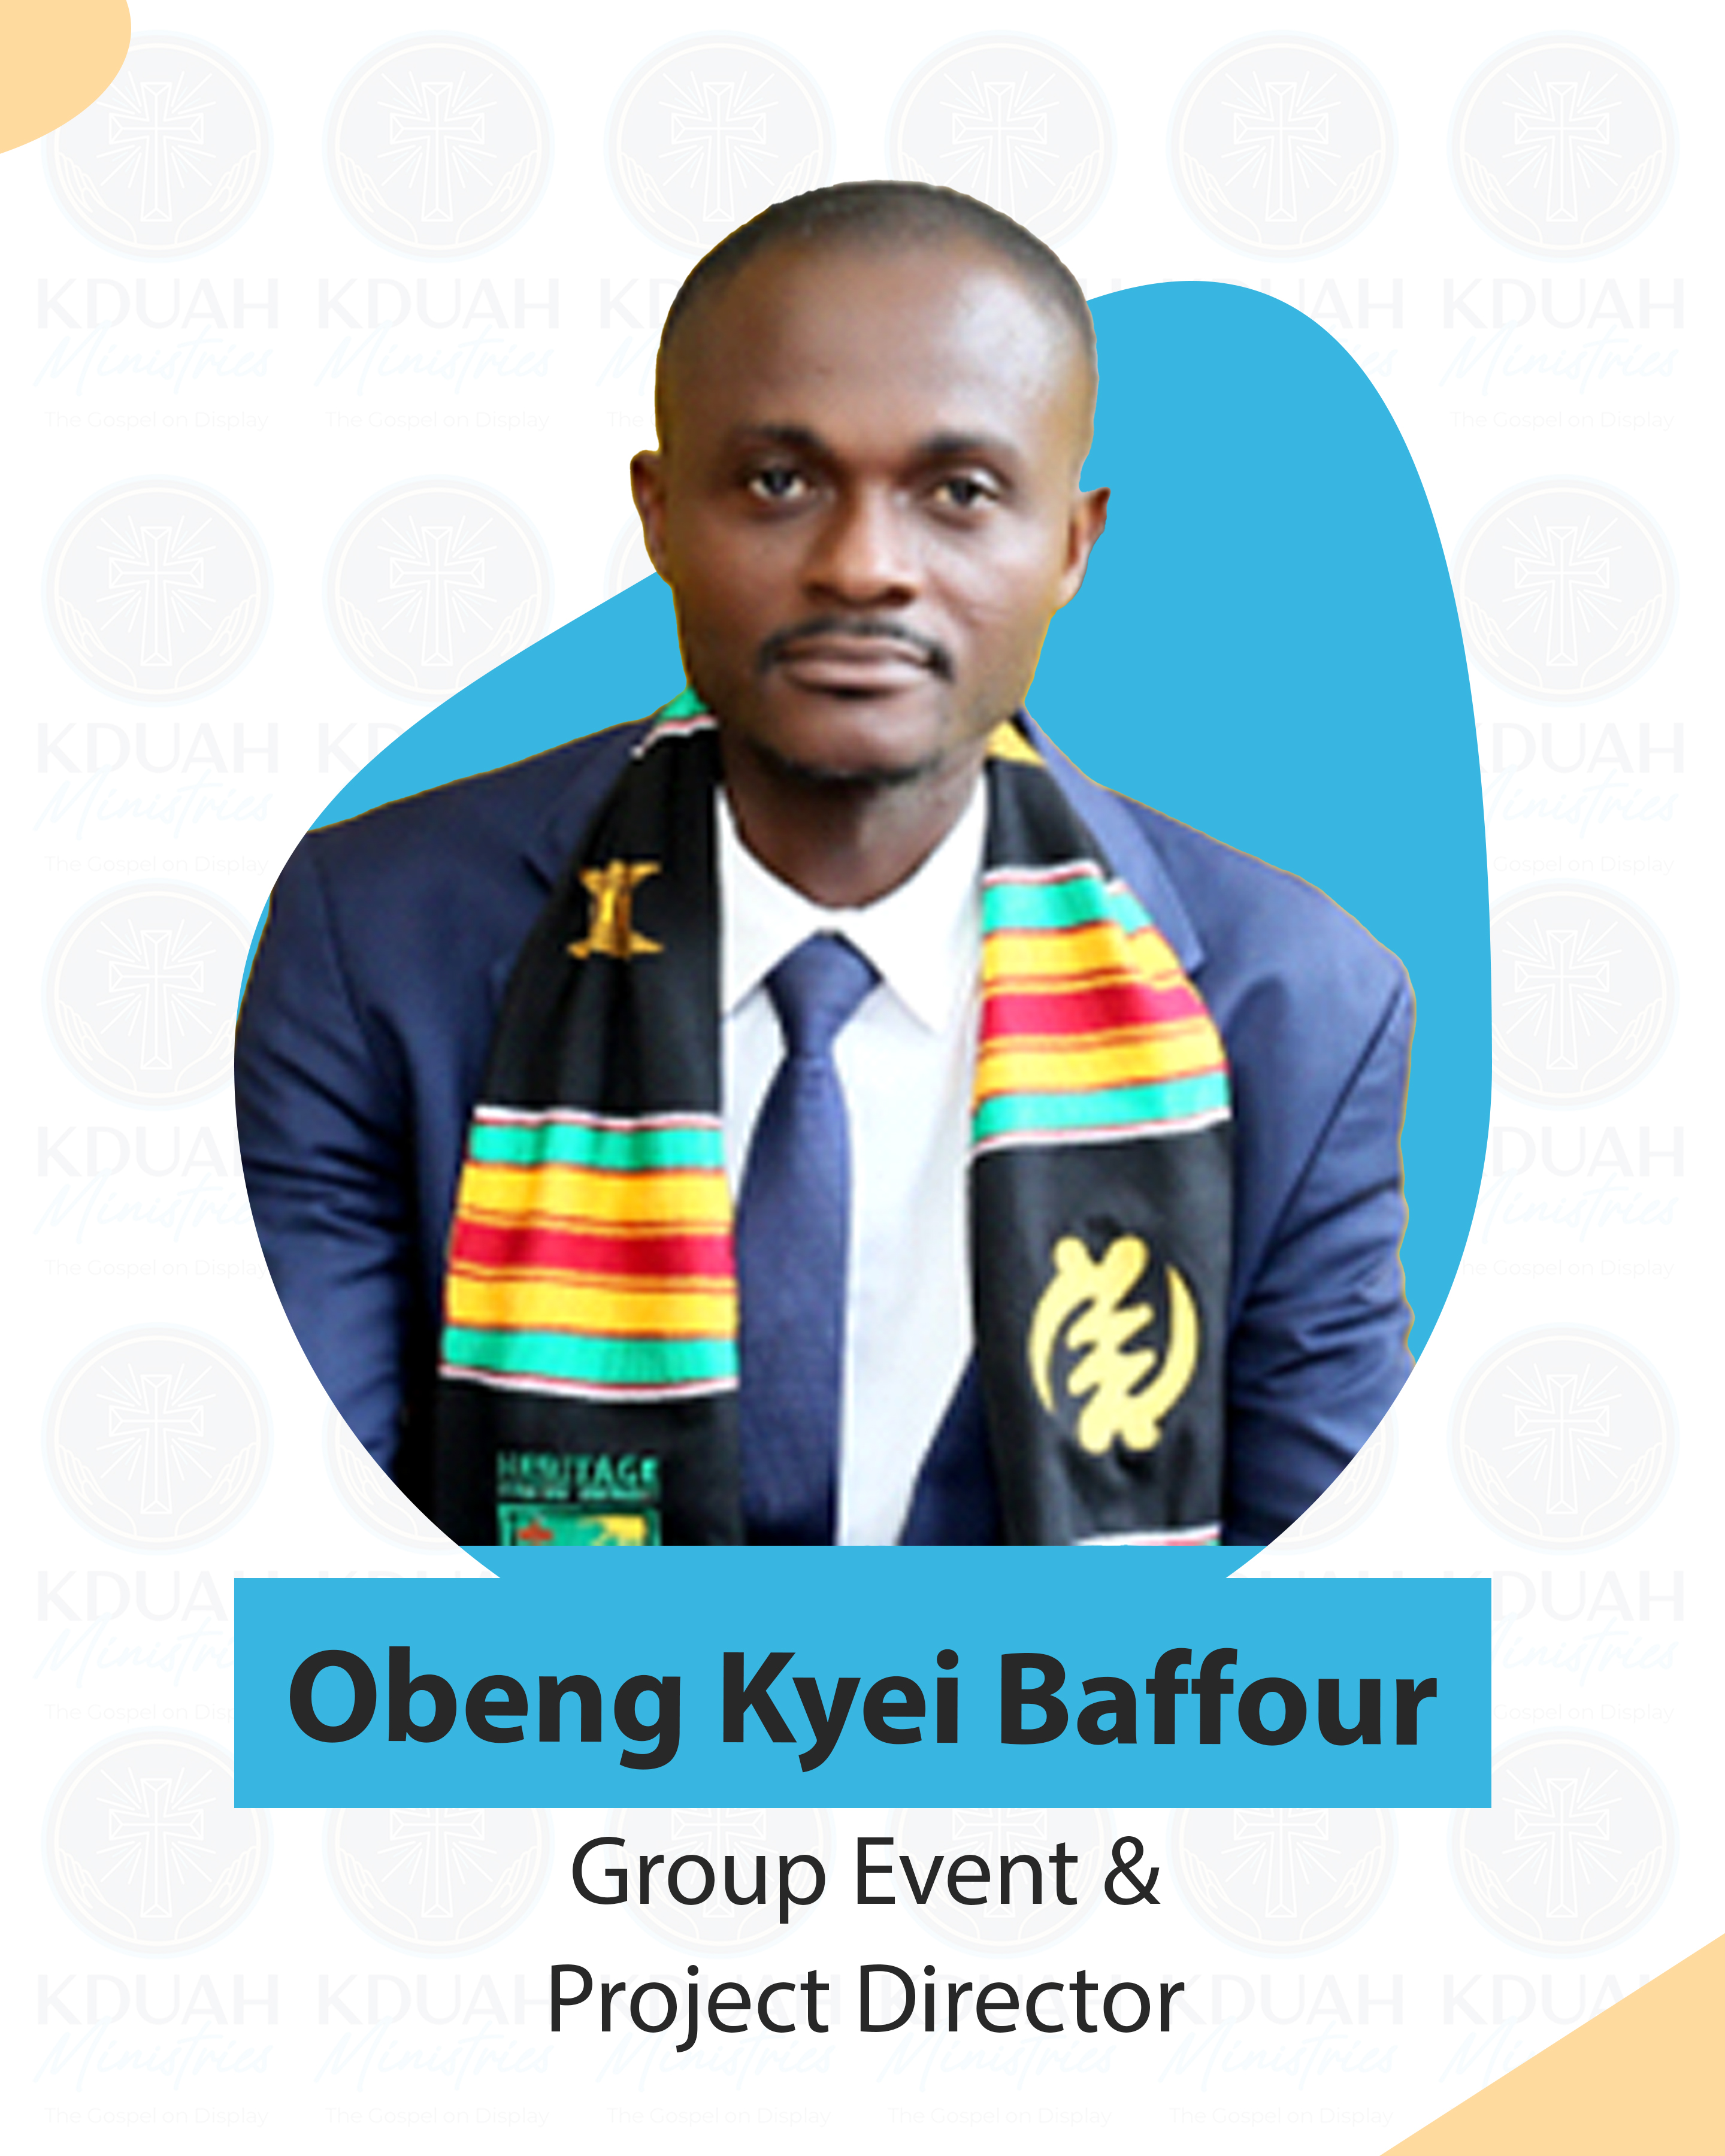 KDUAH
Ministries
The Gospel on Display
HERITAGE
Obeng Kyei Baffour
Group Event &
Project Director